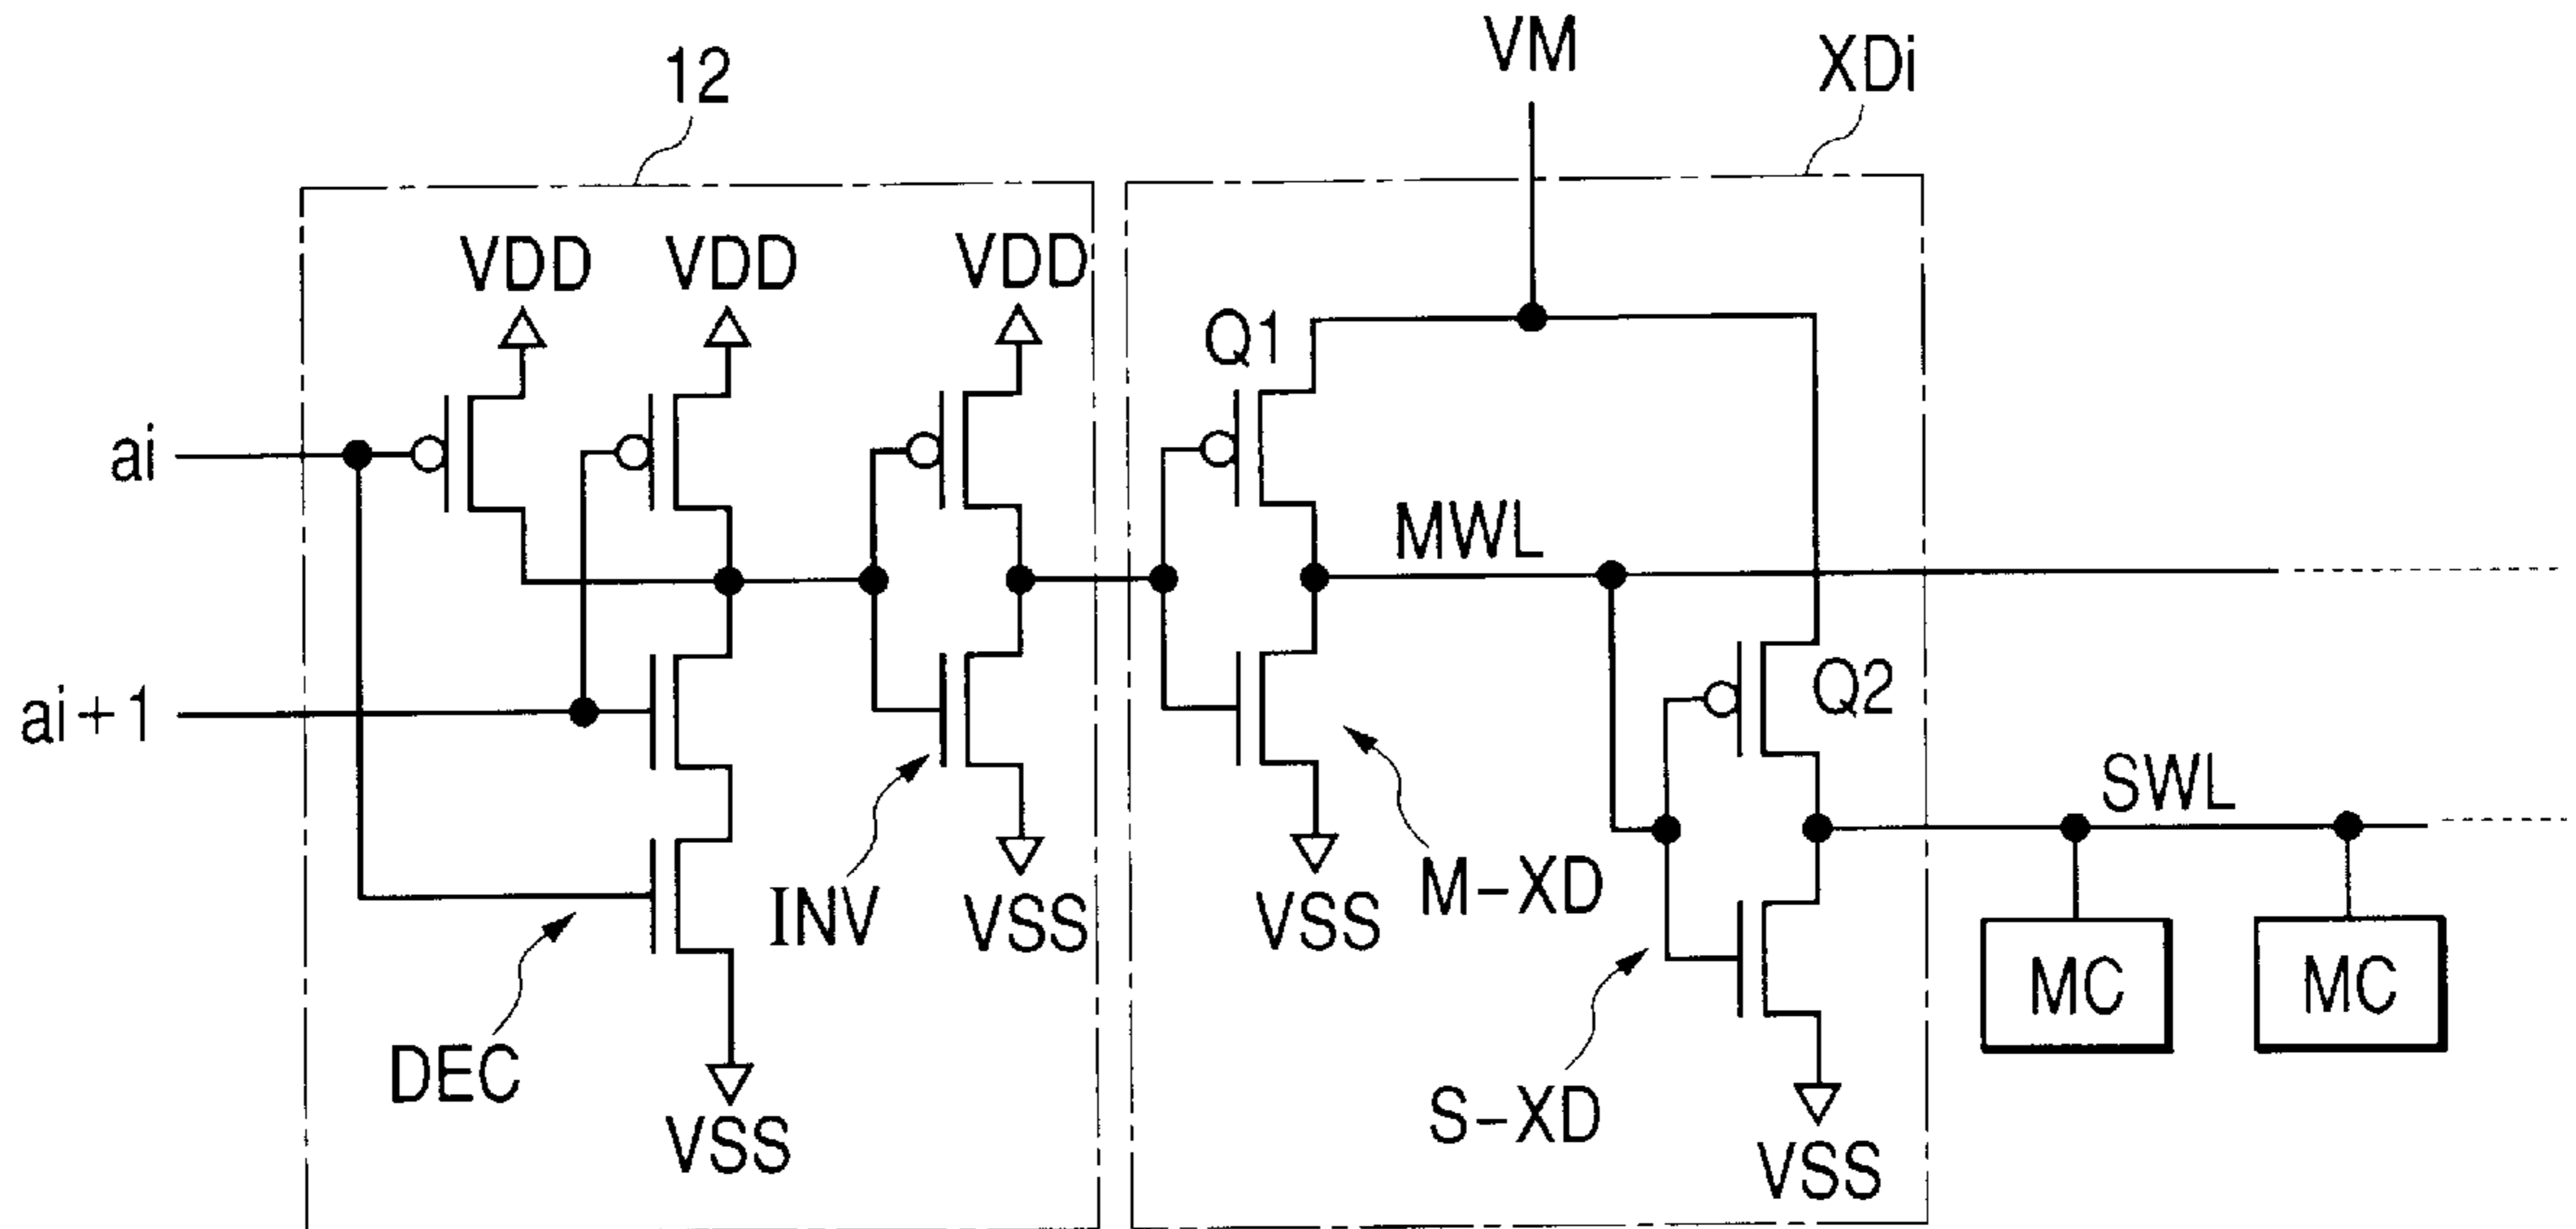 12
VM
XDi
VDD
VDD
VDD
Q1
ai
MWL
ai+1
Q2
SWL
INV
VSS
VSS
M-XD
MC
MC
DEC
S-XD
VSS
VSS